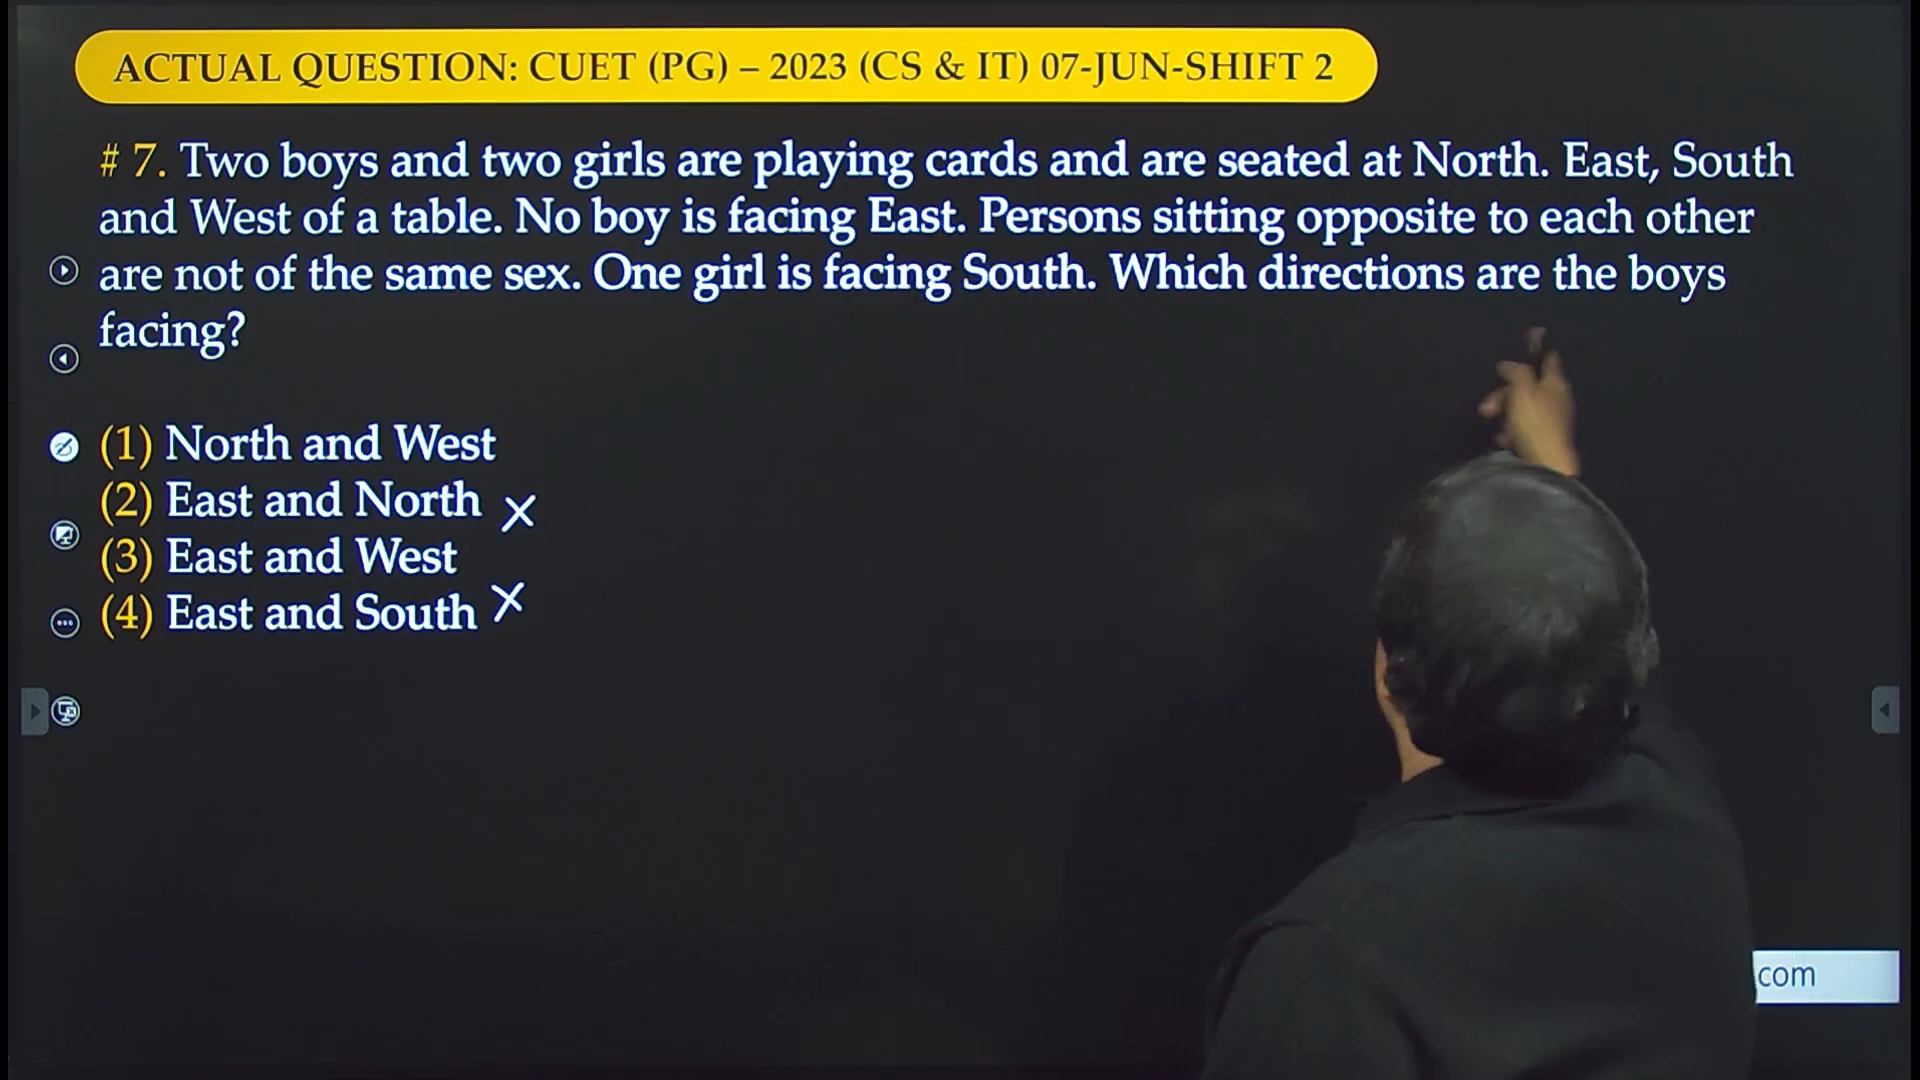 ACTUAL QUESTION: CUET (PG) – 2023 (CS & IT) 07-JUN-SHIFT 2
# 7. Two boys and two girls are playing cards and are seated at North. East, South
and West of a table. No boy is facing East. Persons sitting opposite to each other
are not of the same sex. One girl is facing South. Which directions are the boys
facing?
(1) North and West
(2) East and North ×
(3) East and West
(4) East and South ×
com